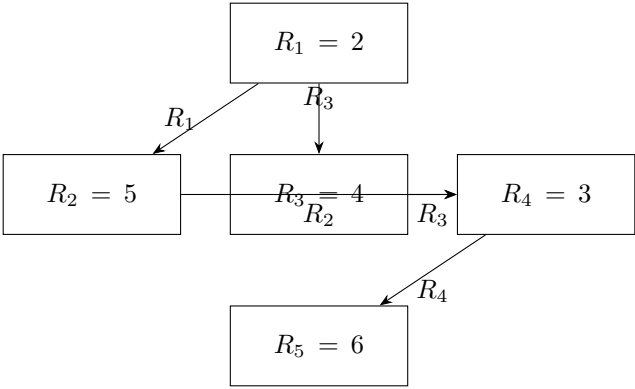 R₁ = 2
R₃
R₁
R₂ = 5
R₃ = 4
R₄ = 3
R₂
R₃
R₄
R₅ = 6